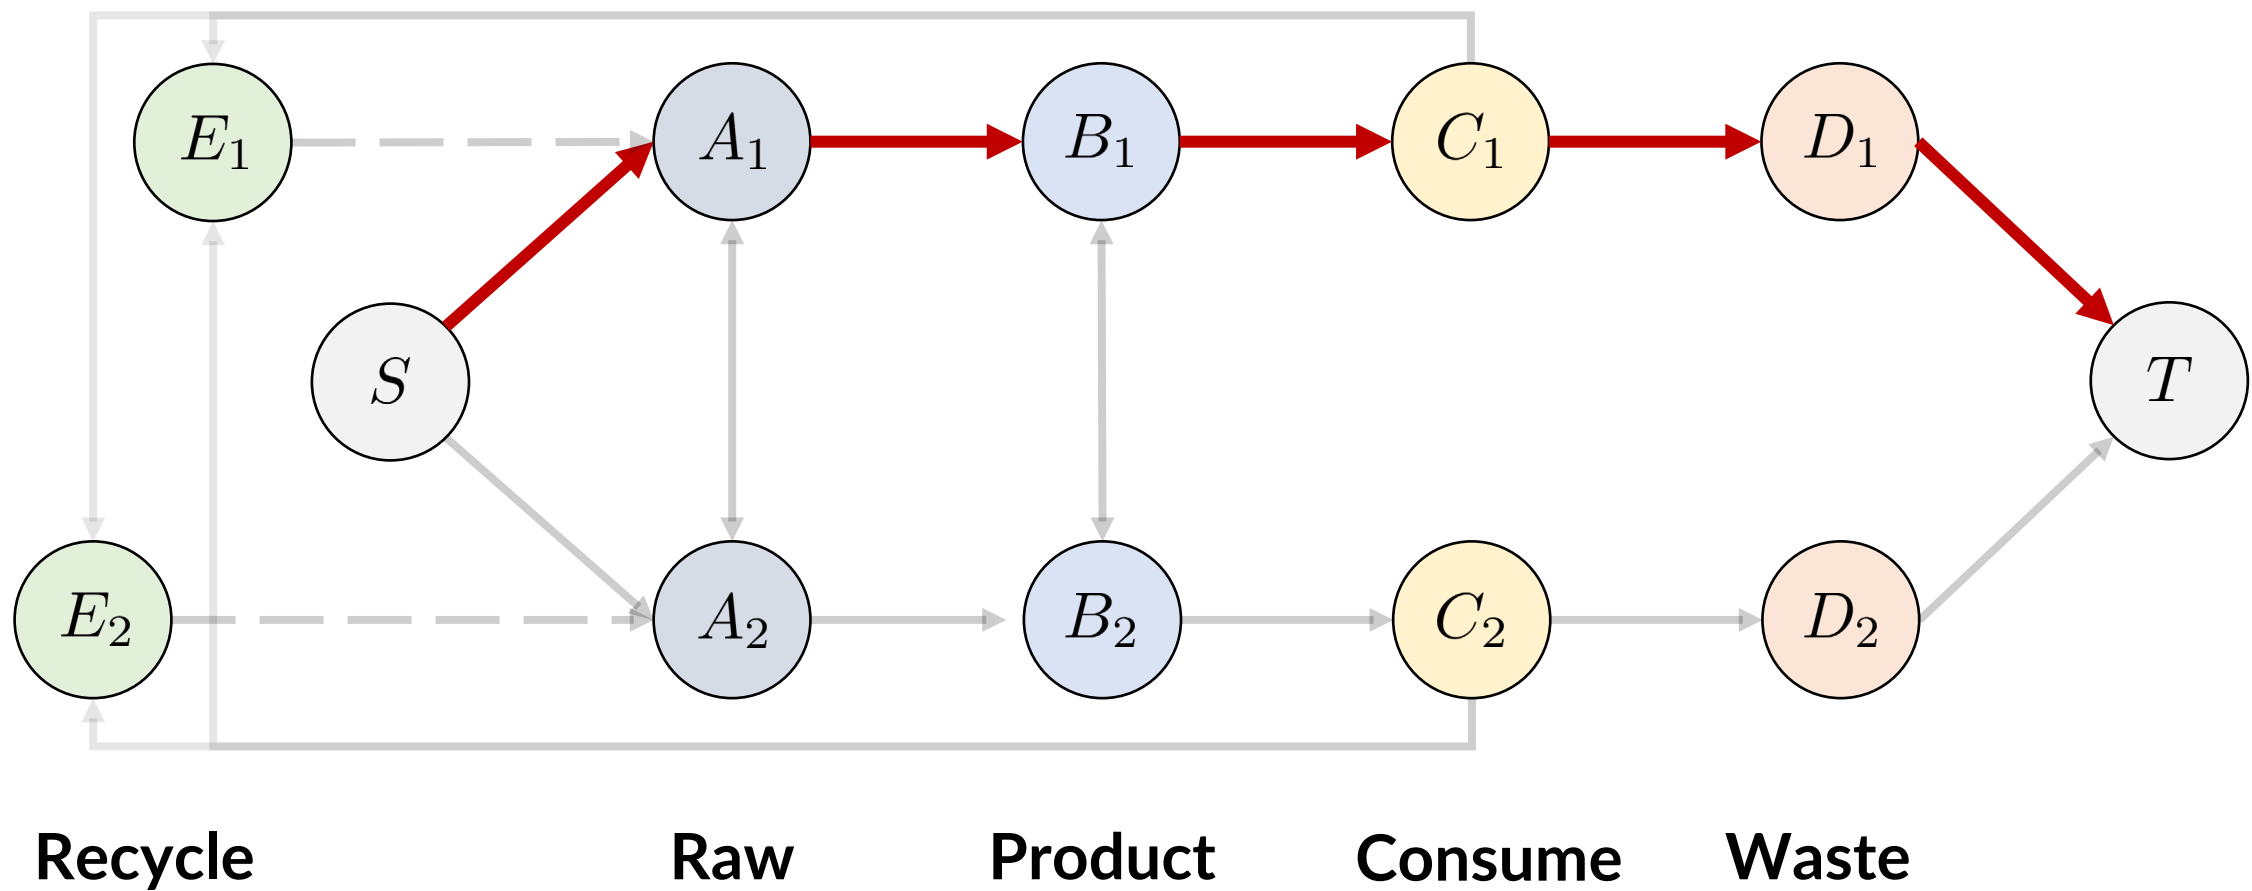 E1
A1
B1
C1
D1
S
T
E2
A2
B2
C2
D2
Recycle
Raw
Product
Consume
Waste